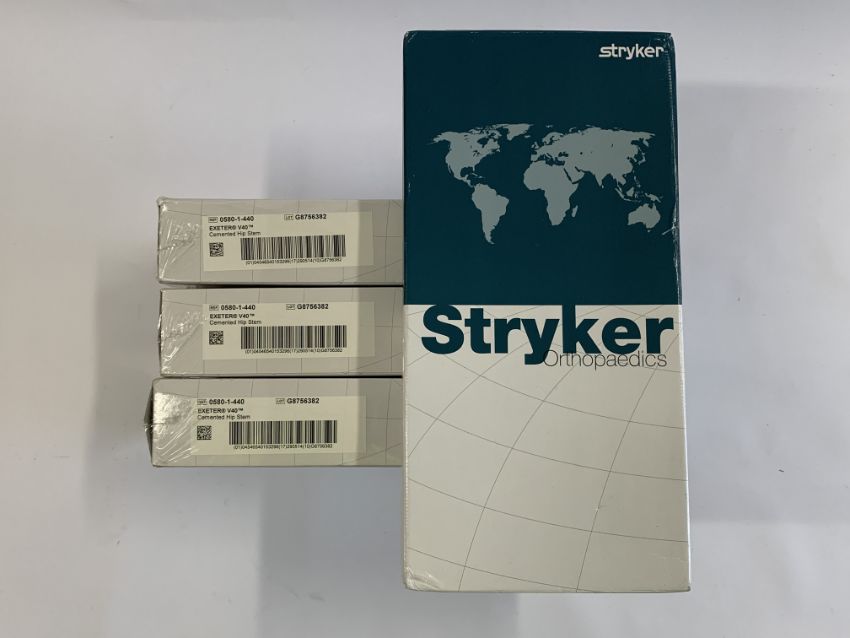 stryker
Stryker
Orthopaedics
REF 0580-1-440 LOT G8756382
EXETER® V40™
Cemented Hip Stem
REF 0580-1-440 LOT G8756382
EXETER® V40™
Cemented Hip Stem
REF 0580-1-440 LOT G8756382
EXETER® V40™
Cemented Hip Stem